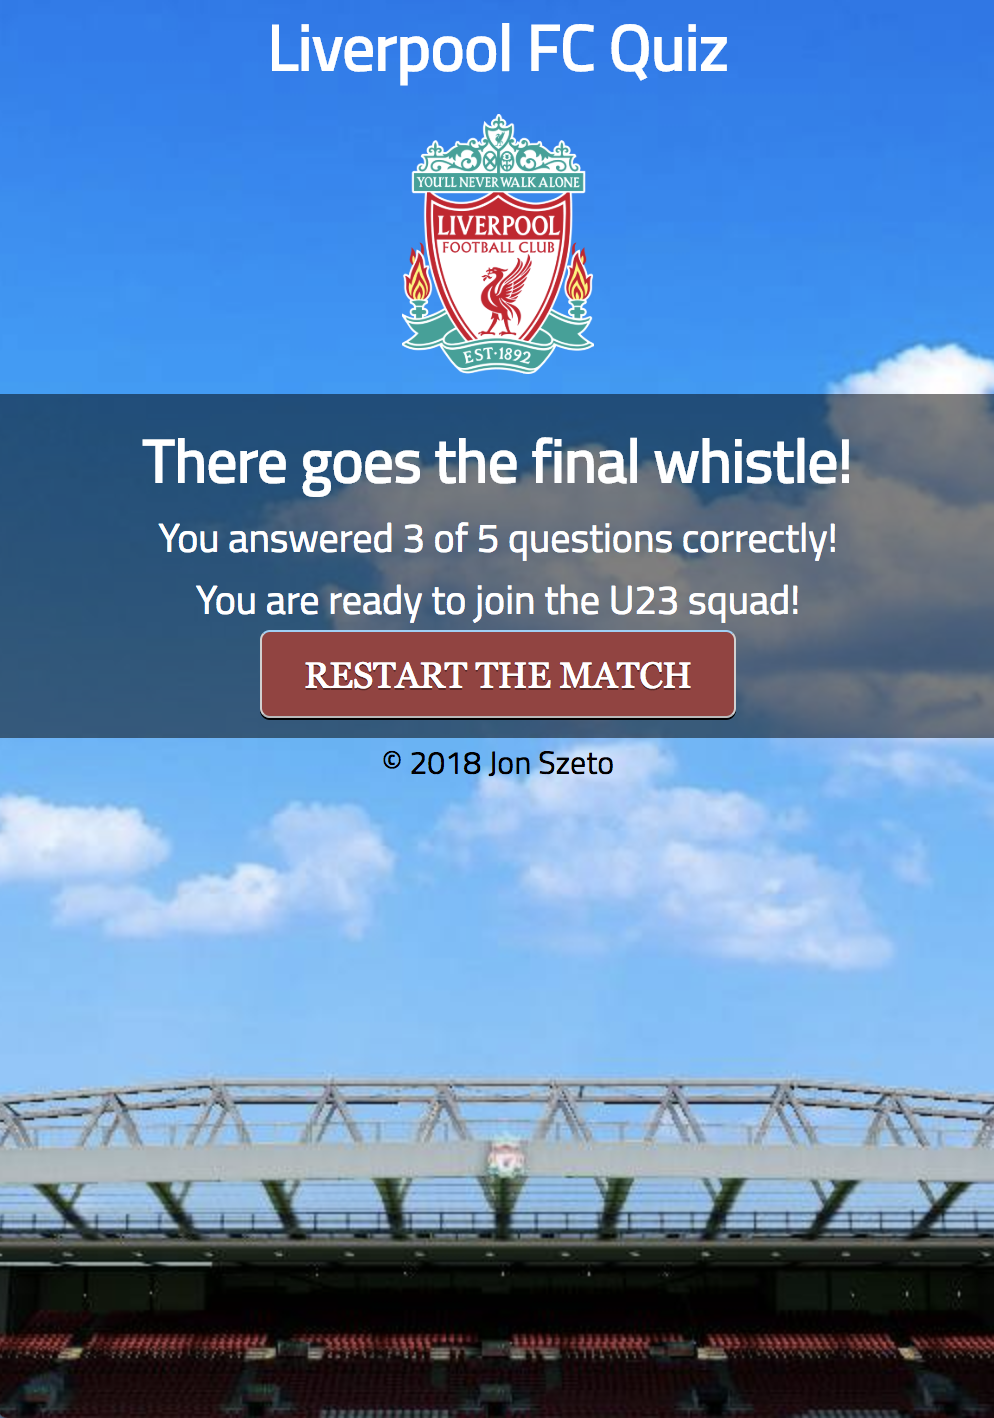 Liverpool FC Quiz
YOU'LL NEVER WALK ALONE
LIVERPOOL
FOOTBALL CLUB
EST·1892
There goes the final whistle!
You answered 3 of 5 questions correctly!
You are ready to join the U23 squad!
RESTART THE MATCH
© 2018 Jon Szeto